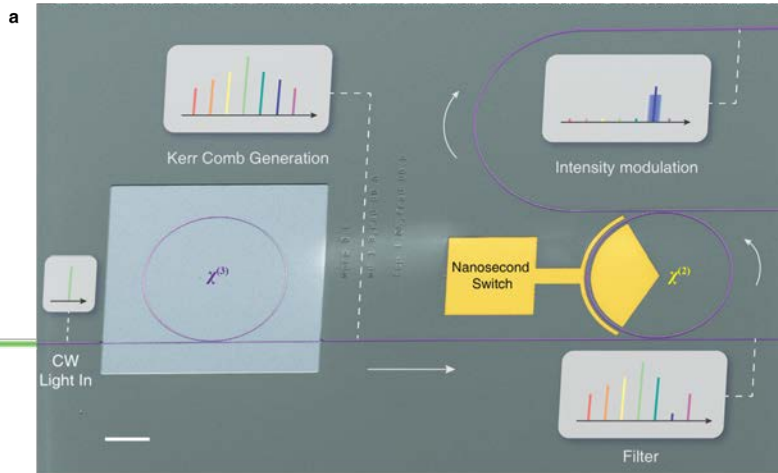 a
Kerr Comb Generation
Intensity modulation
χ(3)
Nanosecond
Switch
χ(2)
CW
Light In
Filter